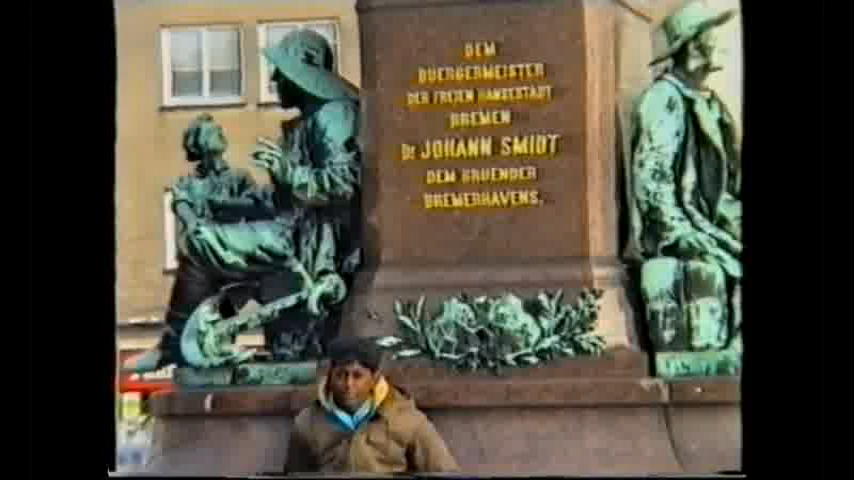 DEM
BUERGERMEISTER
DER FREIEN HANSESTADT
BREMEN
Dr JOHANN SMIDT
DEM GRUENDER
BREMERHAVENS.